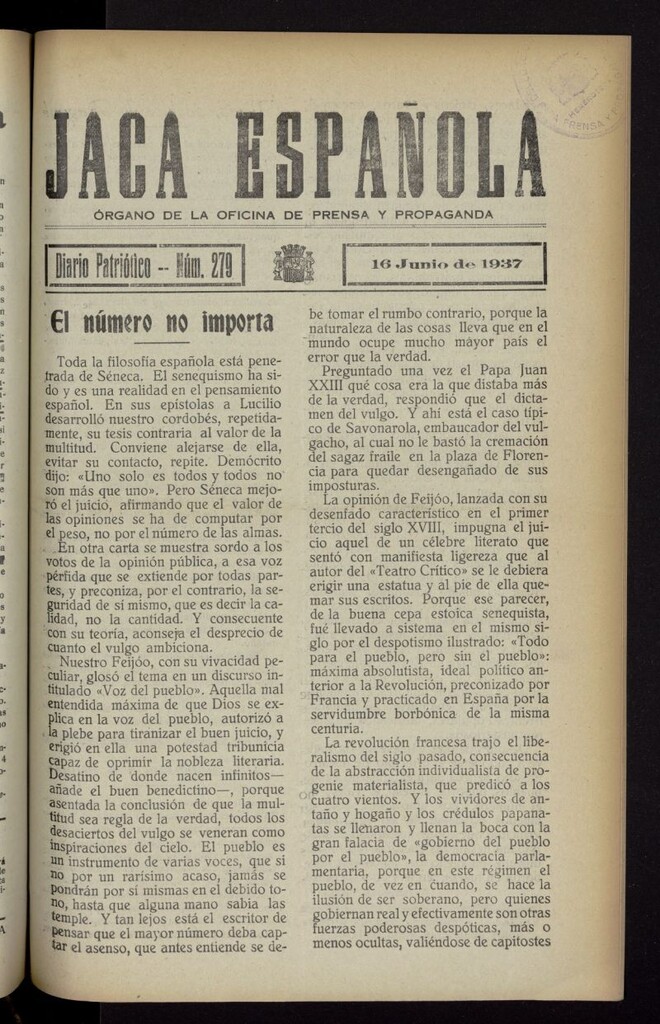 JACA ESPAÑOLA
ÓRGANO DE LA OFICINA DE PRENSA Y PROPAGANDA
Diario Patriótico -- Núm. 279
16 Junio de 1937
El número no importa
Toda la filosofía española está pene-
trada de Séneca. El senequismo ha si-
do y es una realidad en el pensamiento
español. En sus epístolas a Lucilio
desarrolló nuestro cordobés, repetida-
mente, su tesis contraria al valor de la
multitud. Conviene alejarse de ella,
evitar su contacto, repite. Demócrito
dijo: «Uno solo es todos y todos no
son más que uno». Pero Séneca mejo-
ró el juicio, afirmando que el valor de
las opiniones se ha de computar por
el peso, no por el número de las almas.
En otra carta se muestra sordo a los
votos de la opinión pública, a esa voz
pérfida que se extiende por todas par-
tes, y preconiza, por el contrario, la se-
guridad de sí mismo, que es decir la ca-
lidad, no la cantidad. Y consecuente
con su teoría, aconseja el desprecio de
cuanto el vulgo ambiciona.
Nuestro Feijóo, con su vivacidad pe-
culiar, glosó el tema en un discurso in-
titulado «Voz del pueblo». Aquella mal
entendida máxima de que Dios se ex-
plica en la voz del pueblo, autorizó a
la plebe para tiranizar el buen juicio, y
erigió en ella una potestad tribunicia
capaz de oprimir la nobleza literaria.
Desatino de donde nacen infinitos—
añade el buen benedictino—, porque
asentada la conclusión de que la mul-
titud sea regla de la verdad, todos los
desaciertos del vulgo se veneran como
inspiraciones del cielo. El pueblo es
un instrumento de varias voces, que si
no por un rarísimo acaso, jamás se
pondrán por sí mismas en el debido to-
no, hasta que alguna mano sabia las
temple. Y tan lejos está el escritor de
pensar que el mayor número deba cap-
tar el asenso, que antes entiende se de-
be tomar el rumbo contrario, porque la
naturaleza de las cosas lleva que en el
mundo ocupe mucho mayor país el
error que la verdad.
Preguntado una vez el Papa Juan
XXIII qué cosa era la que distaba más
de la verdad, respondió que el dicta-
men del vulgo. Y ahí está el caso típi-
co de Savonarola, embaucador del vul-
gacho, al cual no le bastó la cremación
del sagaz fraile en la plaza de Floren-
cia para quedar desengañado de sus
imposturas.
La opinión de Feijóo, lanzada con su
desenfado característico en el primer
tercio del siglo XVIII, impugna el jui-
cio aquel de un célebre literato que
sentó con manifiesta ligereza que al
autor del «Teatro Crítico» se le debiera
erigir una estatua y al pie de ella que-
mar sus escritos. Porque ese parecer,
de la buena cepa estoica senequista,
fué llevado a sistema en el mismo si-
glo por el despotismo ilustrado: «Todo
para el pueblo, pero sin el pueblo»:
máxima absolutista, ideal político an-
terior a la Revolución, preconizado por
Francia y practicado en España por la
servidumbre borbónica de la misma
centuria.
La revolución francesa trajo el libe-
ralismo del siglo pasado, consecuencia
de la abstracción individualista de pro-
genie materialista, que predicó a los
cuatro vientos. Y los vividores de an-
taño y hogaño y los crédulos papana-
tas se llenaron y llenan la boca con la
gran falacia de «gobierno del pueblo
por el pueblo», la democracia parla-
mentaria, porque en este régimen el
pueblo, de vez en cuando, se hace la
ilusión de ser soberano, pero quienes
gobiernan real y efectivamente son otras
fuerzas poderosas despóticas, más o
menos ocultas, valiéndose de capitostes